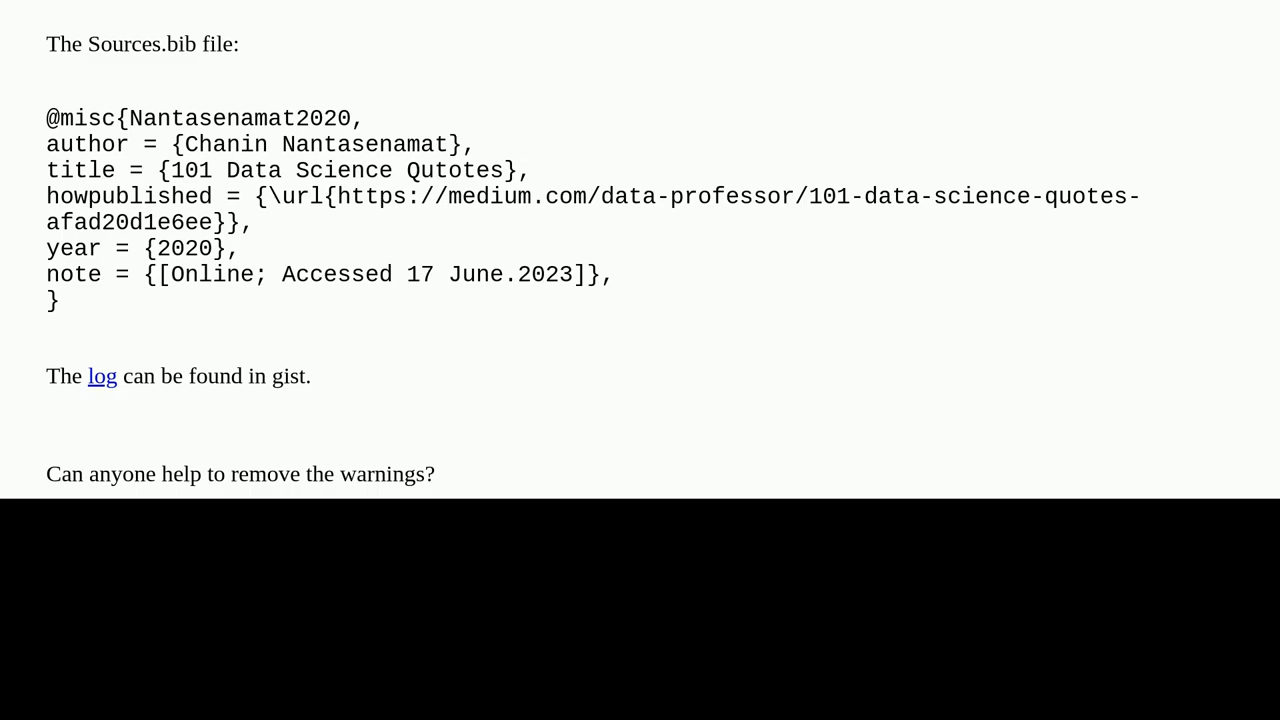 The Sources.bib file:
@misc{Nantasenamat2020,
author = {Chanin Nantasenamat},
title = {101 Data Science Qutotes},
howpublished = {\url{https://medium.com/data-professor/101-data-science-quotes-
afad20d1e6ee}},
year = {2020},
note = {[Online; Accessed 17 June.2023]},
}
The log can be found in gist.
Can anyone help to remove the warnings?